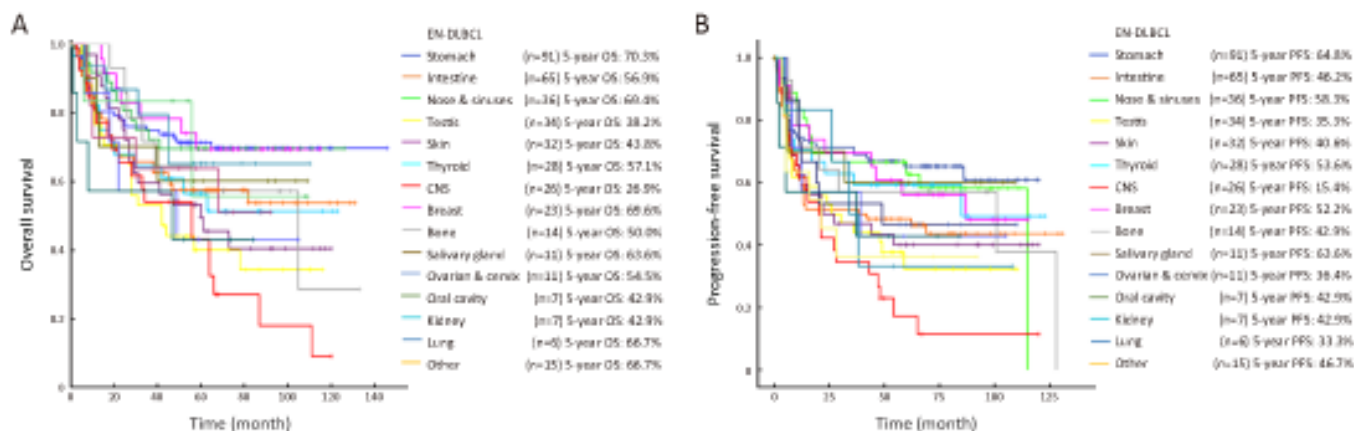 A
EN-DLBCL
Stomach (n=91) 5-year OS: 70.3%
Intestine (n=65) 5-year OS: 56.9%
Nose & sinuses (n=36) 5-year OS: 69.4%
Testis (n=34) 5-year OS: 38.2%
Skin (n=32) 5-year OS: 43.8%
Thyroid (n=28) 5-year OS: 57.1%
CNS (n=26) 5-year OS: 26.9%
Breast (n=23) 5-year OS: 69.6%
Bone (n=14) 5-year OS: 50.0%
Salivary gland (n=11) 5-year OS: 63.6%
Ovarian & cervix (n=11) 5-year OS: 54.5%
Oral cavity (n=7) 5-year OS: 42.9%
Kidney (n=7) 5-year OS: 42.9%
Lung (n=6) 5-year OS: 66.7%
Other (n=15) 5-year OS: 66.7%
Overall survival
1.0
0.8
0.6
0.4
0.2
0
0 20 40 60 80 100 120 140
Time (month)
B
EN-DLBCL
Stomach (n=91) 5-year PFS: 64.8%
Intestine (n=65) 5-year PFS: 46.2%
Nose & sinuses (n=36) 5-year PFS: 58.3%
Testis (n=34) 5-year PFS: 35.3%
Skin (n=32) 5-year PFS: 40.6%
Thyroid (n=28) 5-year PFS: 53.6%
CNS (n=26) 5-year PFS: 15.4%
Breast (n=23) 5-year PFS: 52.2%
Bone (n=14) 5-year PFS: 42.9%
Salivary gland (n=11) 5-year PFS: 63.6%
Ovarian & cervix (n=11) 5-year PFS: 36.4%
Oral cavity (n=7) 5-year PFS: 42.9%
Kidney (n=7) 5-year PFS: 42.9%
Lung (n=6) 5-year PFS: 33.3%
Other (n=15) 5-year PFS: 46.7%
Progression-free survival
1.0
0.8
0.6
0.4
0.2
0
0 25 50 75 100 125
Time (month)